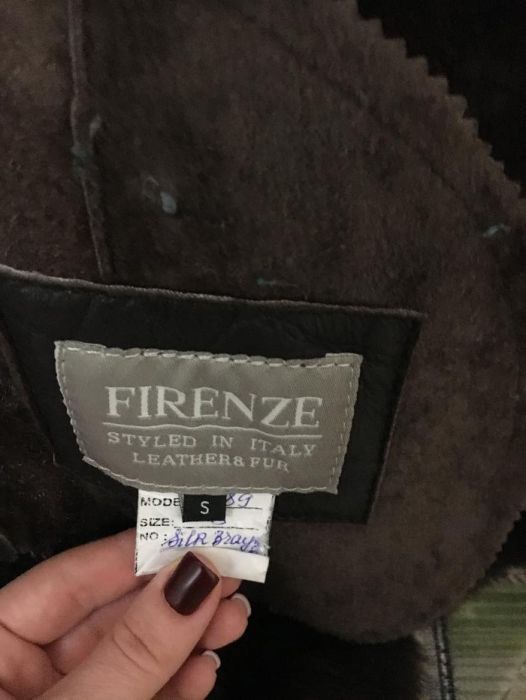 FIRENZE
STYLED IN ITALY
LEATHER & FUR
MODE 89
S
SIZE:
NO: